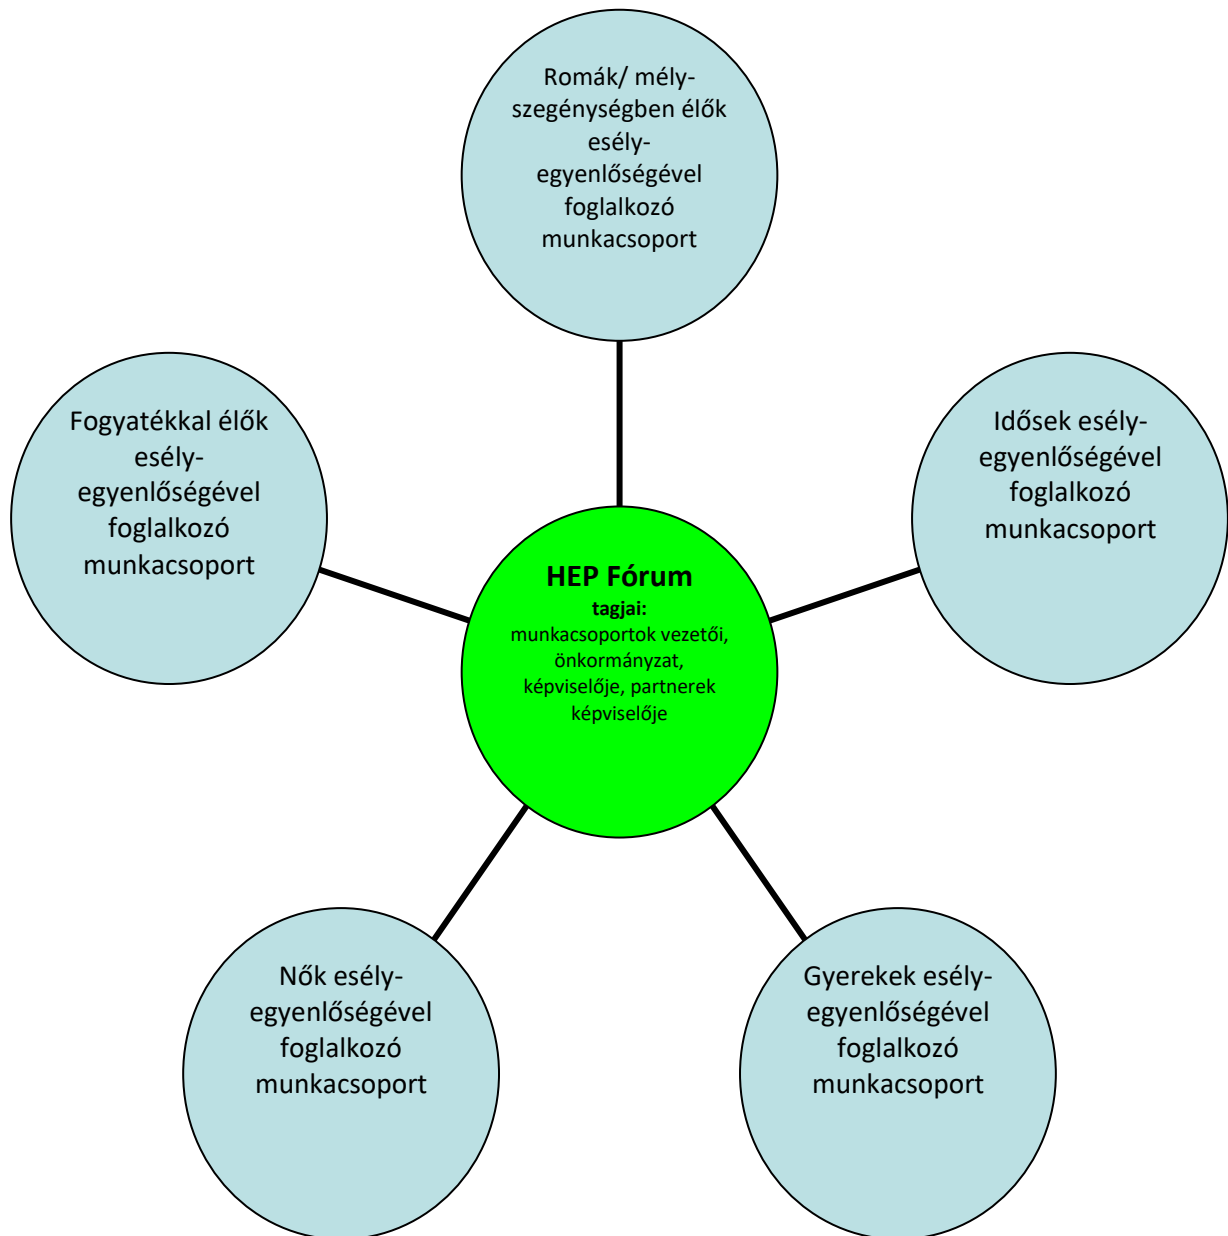 Romák/ mély-
szegénységben élők
esély-
egyenlőségével
foglalkozó
munkacsoport
Fogyatékkal élők
esély-
egyenlőségével
foglalkozó
munkacsoport
Idősek esély-
egyenlőségével
foglalkozó
munkacsoport
HEP Fórum
tagjai:
munkacsoportok vezetői,
önkormányzat,
képviselője, partnerek
képviselője
Nők esély-
egyenlőségével
foglalkozó
munkacsoport
Gyerekek esély-
egyenlőségével
foglalkozó
munkacsoport